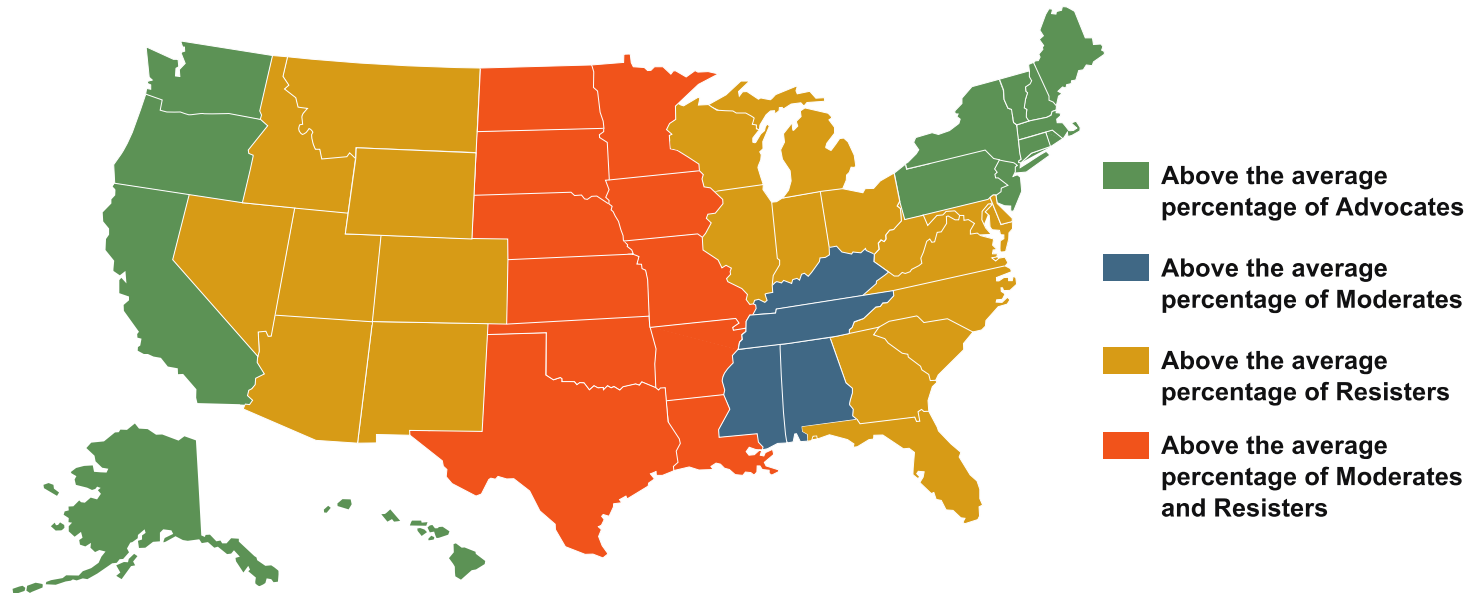 Above the average
percentage of Advocates
Above the average
percentage of Moderates
Above the average
percentage of Resisters
Above the average
percentage of Moderates
and Resisters